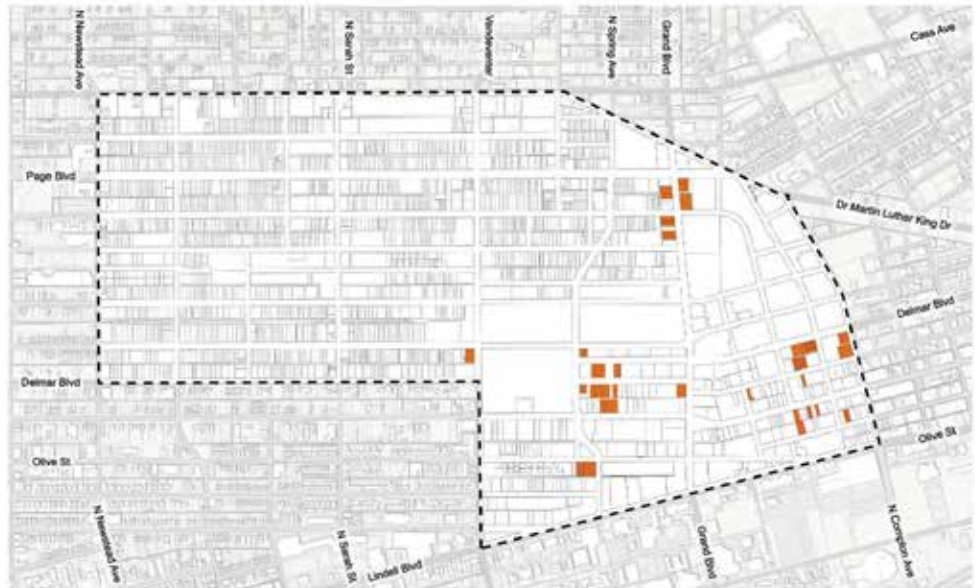 N Newstead Ave
N Sarah St
Vandeventer
N Spring Ave
Grand Blvd
Cass Ave
Page Blvd
Dr Martin Luther King Dr
Delmar Blvd
Delmar Blvd
Olive St
Olive St
N Newstead Ave
N Sarah St
Lindell Blvd
Grand Blvd
N Compton Ave